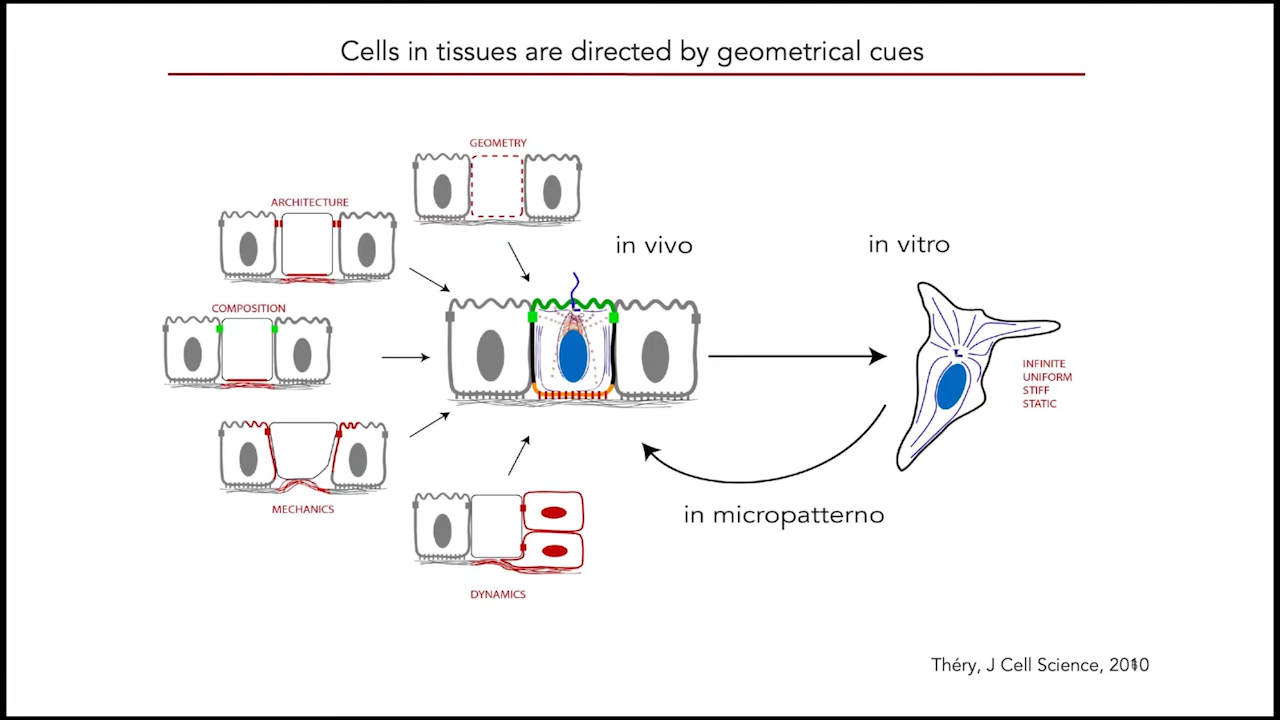 Cells in tissues are directed by geometrical cues
GEOMETRY
ARCHITECTURE
in vivo
in vitro
COMPOSITION
INFINITE
UNIFORM
STIFF
STATIC
MECHANICS
in micropatterno
DYNAMICS
Théry, J Cell Science, 2010